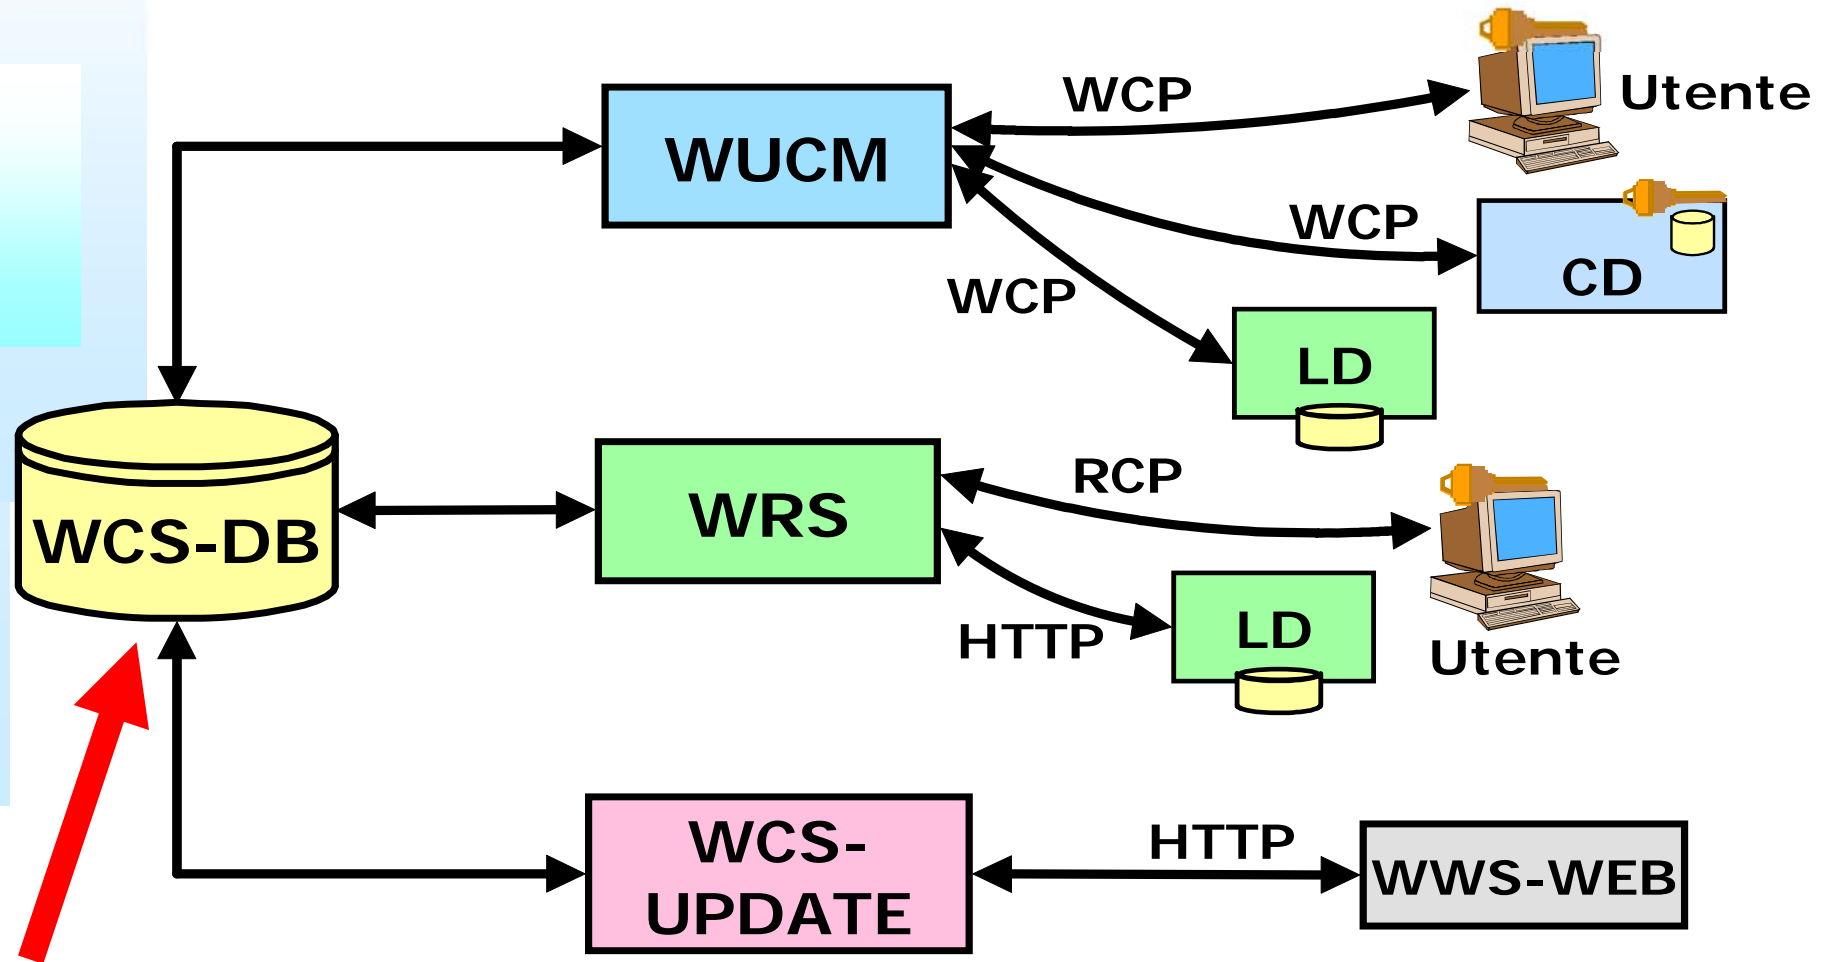 WCP
Utente
WUCM
WCP
CD
WCP
LD
RCP
WRS
WCS-DB
HTTP
LD
Utente
WCS-
UPDATE
HTTP
WWS-WEB